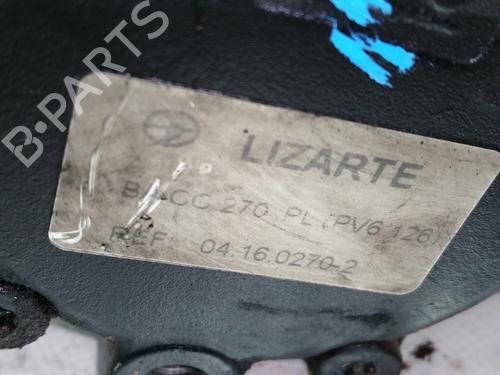 B-PARTS
LIZARTE
270 PL (PV6 126)
REF. 04.16.0270-2